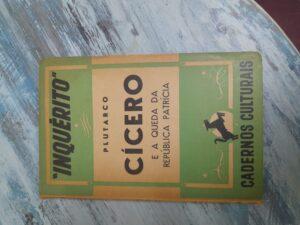 "INQUÉRITO"
PLUTARCO
CÍCERO
E A QUEDA DA
REPÚBLICA PATRÍCIA
CADERNOS CULTURAIS